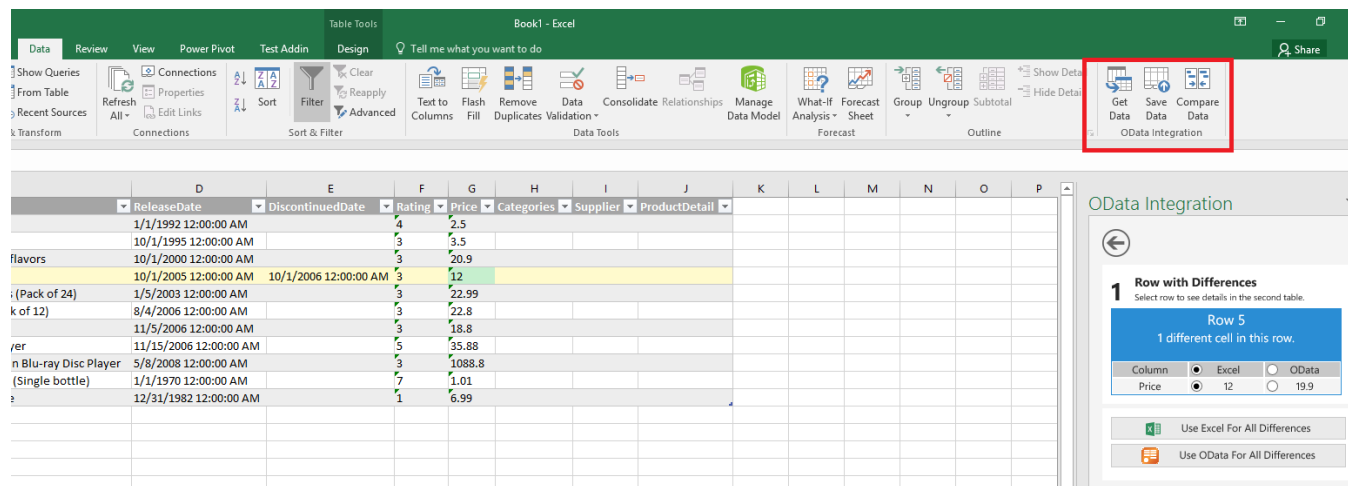 Table Tools Book1 - Excel
Data Review View Power Pivot Test Addin Design Tell me what you want to do Share
Show Queries Connections Clear Show Deta
From Table Properties Reapply Hide Detai
Recent Sources Edit Links Advanced
Refresh All Sort Filter Text to Columns Flash Fill Remove Duplicates Data Validation Consolidate Relationships Manage Data Model What-If Analysis Forecast Sheet Group Ungroup Subtotal Get Data Save Data Compare Data
& Transform Connections Sort & Filter Data Tools Forecast Outline OData Integration
D E F G H I J K L M N O P
ReleaseDate DiscontinuedDate Rating Price Categories Supplier ProductDetail
1/1/1992 12:00:00 AM 4 2.5
10/1/1995 12:00:00 AM 3 3.5
flavors 10/1/2000 12:00:00 AM 3 20.9
10/1/2005 12:00:00 AM 10/1/2006 12:00:00 AM 3 12
(Pack of 24) 1/5/2003 12:00:00 AM 3 22.99
k of 12) 8/4/2006 12:00:00 AM 3 22.8
11/5/2006 12:00:00 AM 3 18.8
yer 11/15/2006 12:00:00 AM 5 35.88
n Blu-ray Disc Player 5/8/2008 12:00:00 AM 3 1088.8
(Single bottle) 1/1/1970 12:00:00 AM 7 1.01
12/31/1982 12:00:00 AM 1 6.99
OData Integration
1 Row with Differences
Select row to see details in the second table.
Row 5
1 different cell in this row.
Column Excel OData
Price 12 19.9
Use Excel For All Differences
Use OData For All Differences